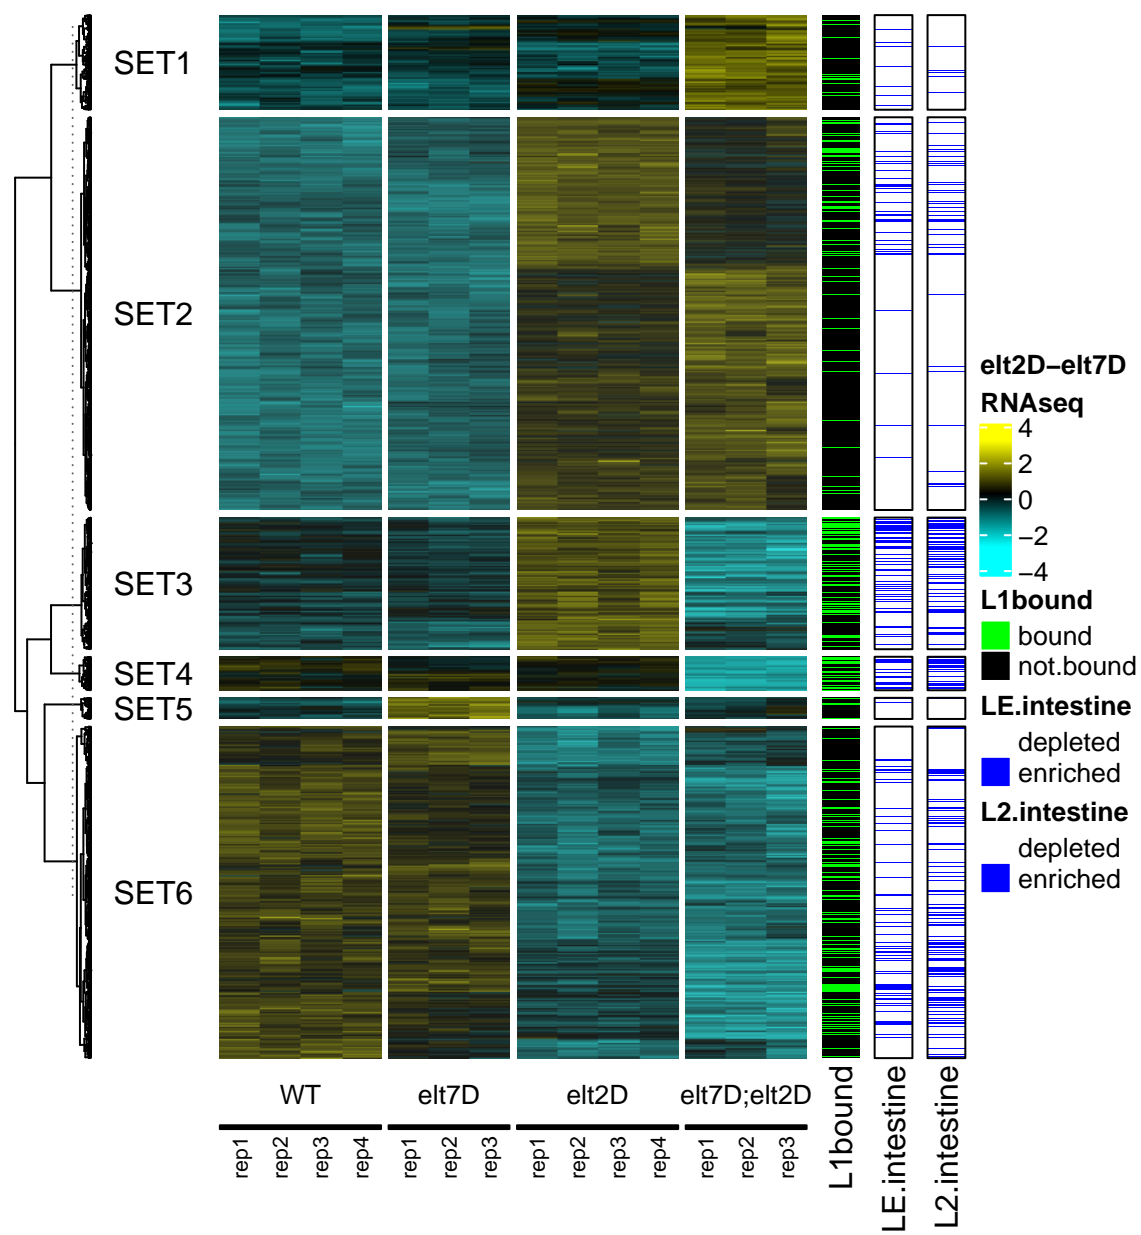 SET1
SET2
SET3
SET4
SET5
SET6
elt2D−elt7D
RNAseq
4
2
0
−2
−4
L1bound
bound
not.bound
LE.intestine
depleted
enriched
L2.intestine
depleted
enriched
WT
elt7D
elt2D
elt7D;elt2D
rep1
rep2
rep3
rep4
rep1
rep2
rep3
rep1
rep2
rep3
rep4
rep1
rep2
rep3
L1bound
LE.intestine
L2.intestine